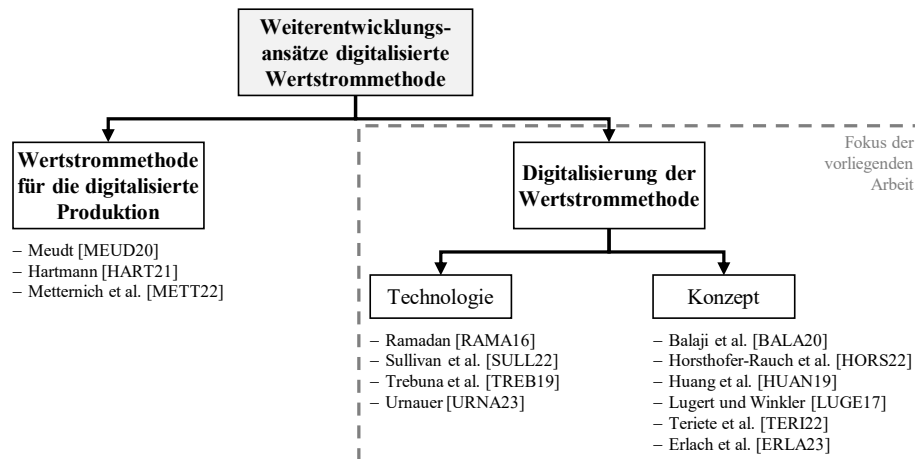 Weiterentwicklungs-
ansätze digitalisierte
Wertstrommethode
Fokus der
vorliegenden
Arbeit
Wertstrommethode
für die digitalisierte
Produktion
– Meudt [MEUD20]
– Hartmann [HART21]
– Metternich et al. [METT22]
Digitalisierung der
Wertstrommethode
Technologie
– Ramadan [RAMA16]
– Sullivan et al. [SULL22]
– Trebuna et al. [TREB19]
– Urnauer [URNA23]
Konzept
– Balaji et al. [BALA20]
– Horsthofer-Rauch et al. [HORS22]
– Huang et al. [HUAN19]
– Lugert und Winkler [LUGE17]
– Teriete et al. [TERI22]
– Erlach et al. [ERLA23]